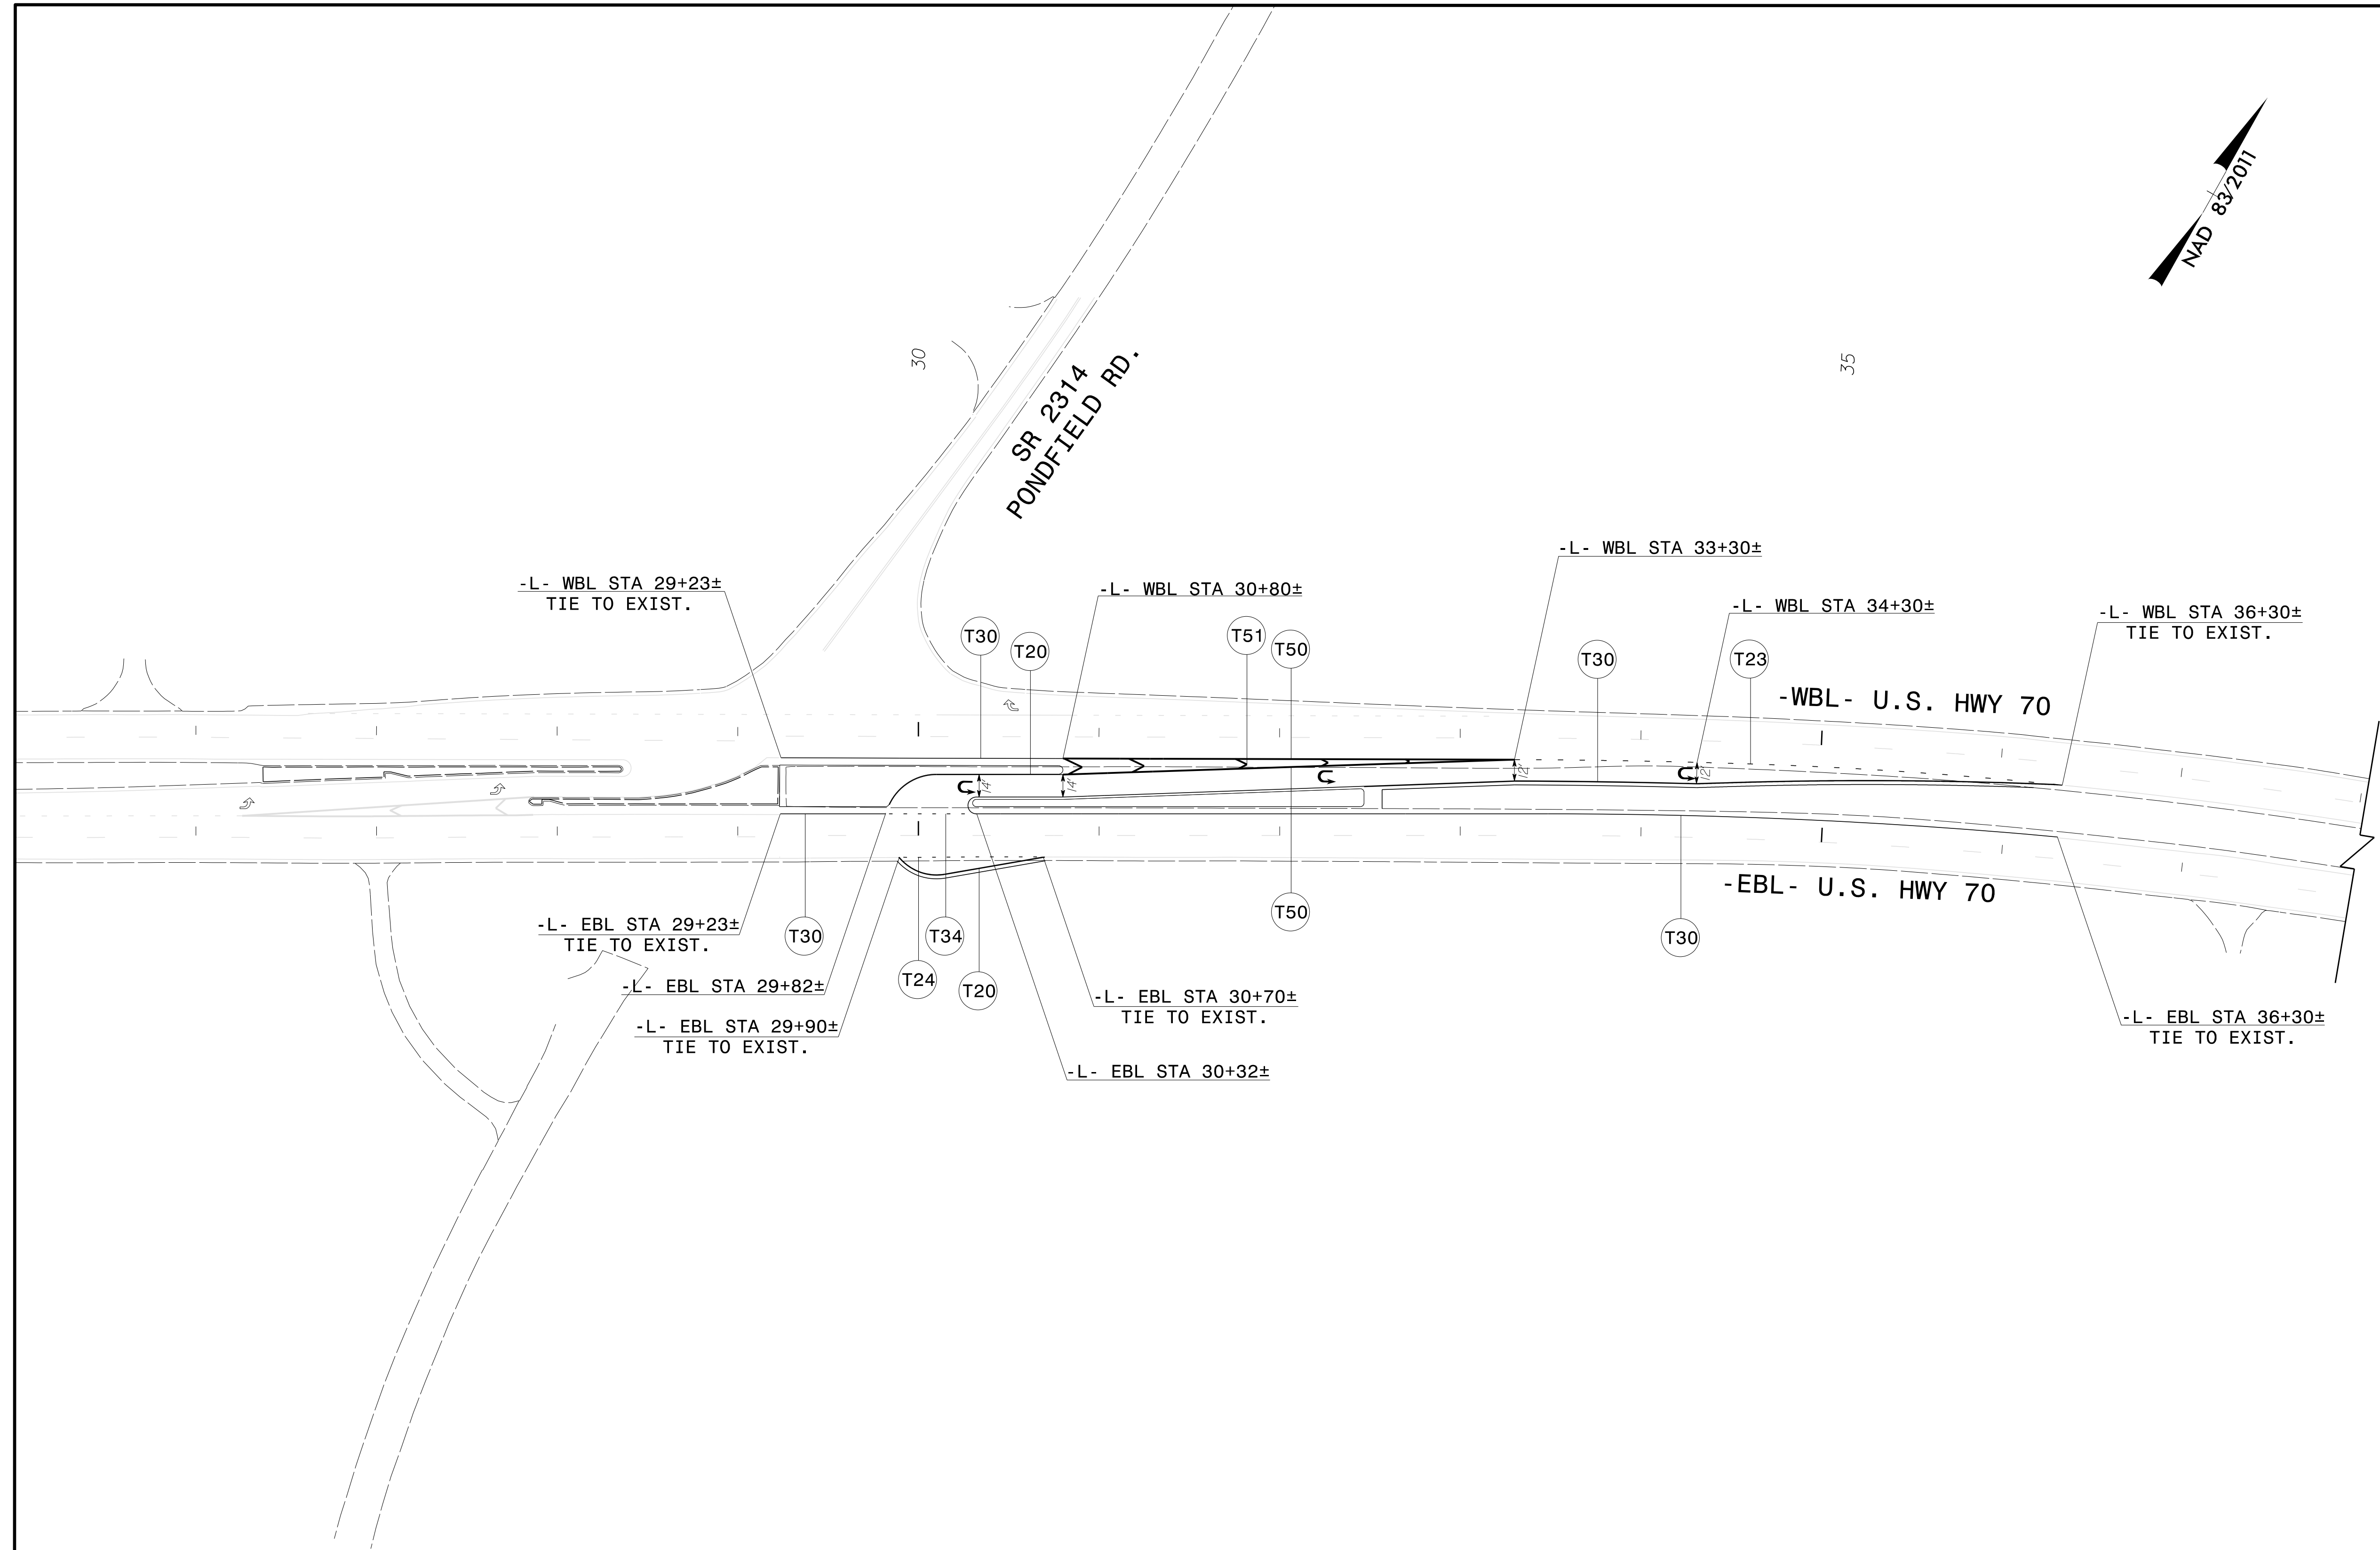 NAD 83/2011
30
35
SR 2314
PONDFIELD RD.
-L- WBL STA 33+30±
-L- WBL STA 29+23±
TIE TO EXIST.
-L- WBL STA 30+80±
-L- WBL STA 34+30±
-L- WBL STA 36+30±
TIE TO EXIST.
T30
T20
T51
T50
T30
T23
-WBL- U.S. HWY 70
14'
14'
12'
12'
-EBL- U.S. HWY 70
-L- EBL STA 29+23±
TIE TO EXIST.
T30
T34
T50
T30
T24
T20
-L- EBL STA 29+82±
-L- EBL STA 30+70±
TIE TO EXIST.
-L- EBL STA 29+90±
TIE TO EXIST.
-L- EBL STA 36+30±
TIE TO EXIST.
-L- EBL STA 30+32±